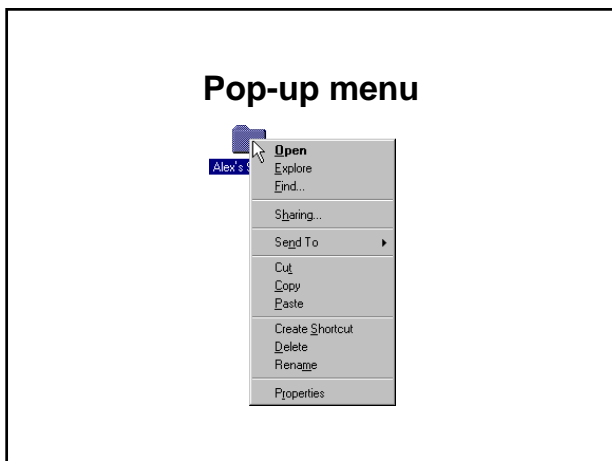 Pop-up menu
Alex's
Open
Explore
Find...
Sharing...
Send To
Cut
Copy
Paste
Create Shortcut
Delete
Rename
Properties